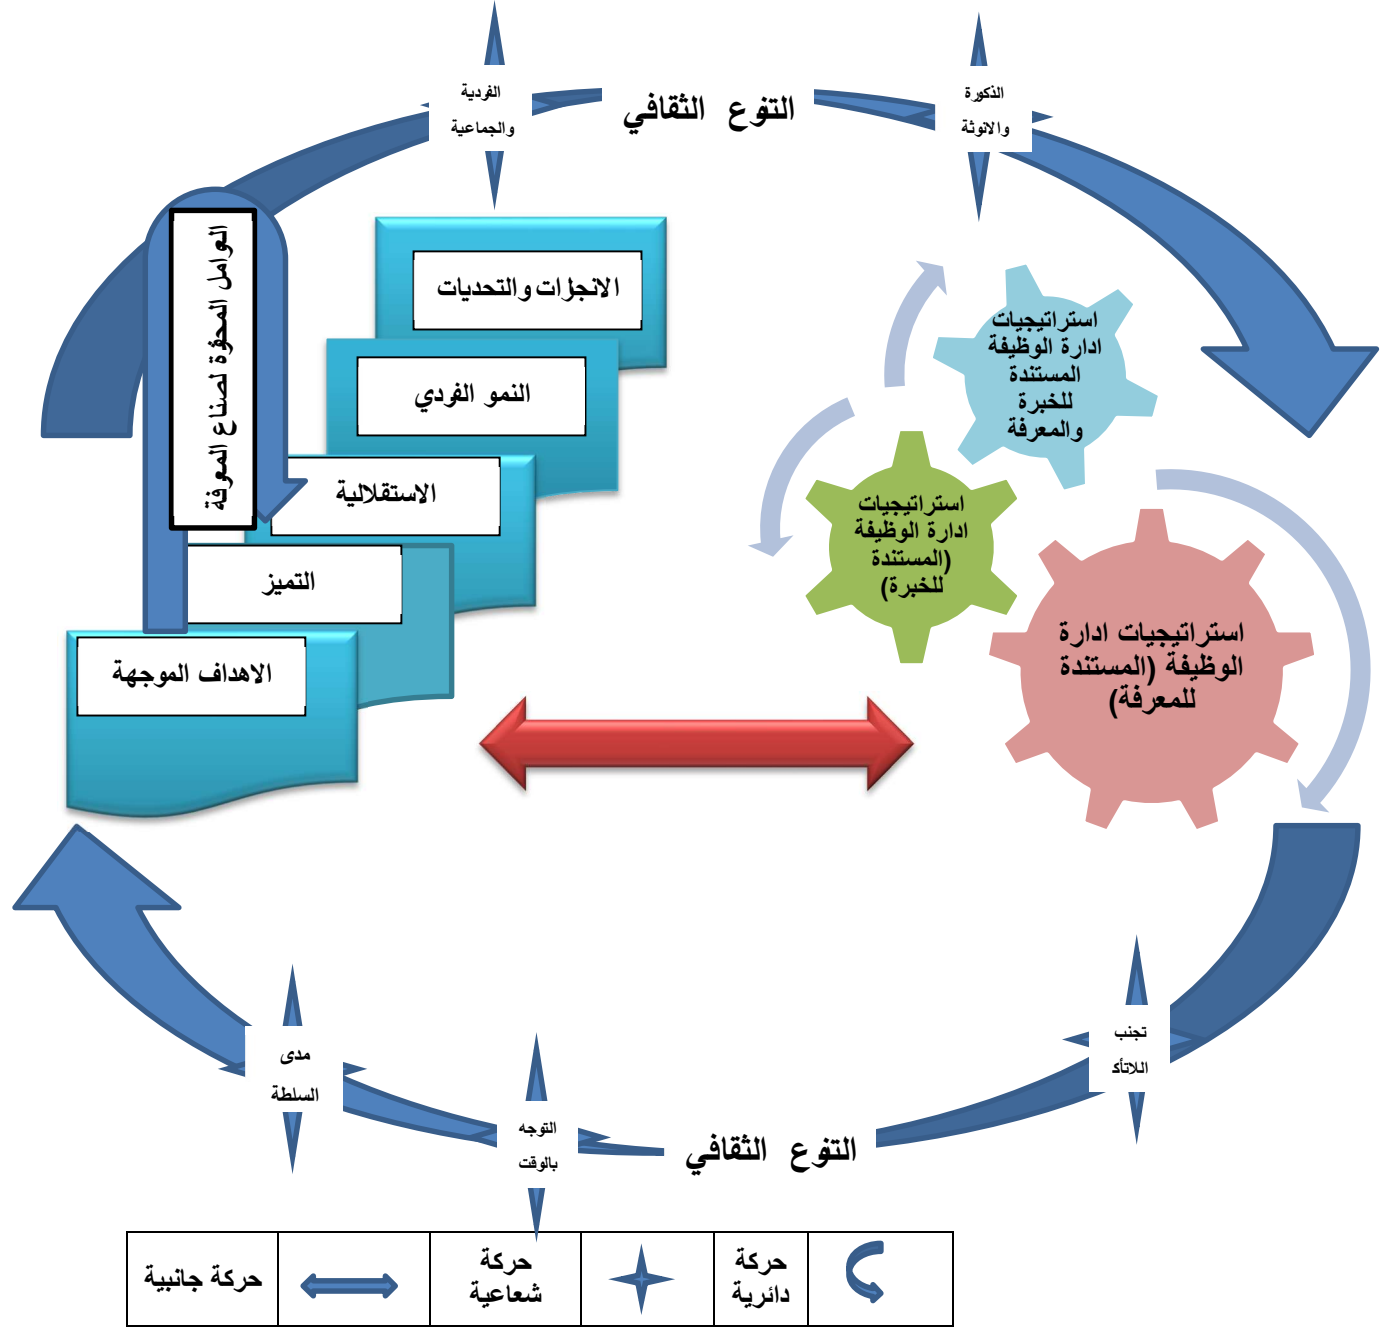 الفردية
والجماعية
التنوع الثقافي
الذكورة
والانوثة
العوامل المحفزة لصناع المعرفة
الانجازات والتحديات
النمو الفردي
الاستقلالية
التميز
الاهداف الموجهة
استراتيجيات
ادارة الوظيفة
المستندة
للخبرة
والمعرفة
استراتيجيات
ادارة الوظيفة
(المستندة
للخبرة)
استراتيجيات ادارة
الوظيفة (المستندة
للمعرفة)
تجنب
اللاتأك
مدى
السلطة
التوجه
بالوقت
التنوع الثقافي
حركة
دائرية
حركة
شعاعية
حركة جانبية